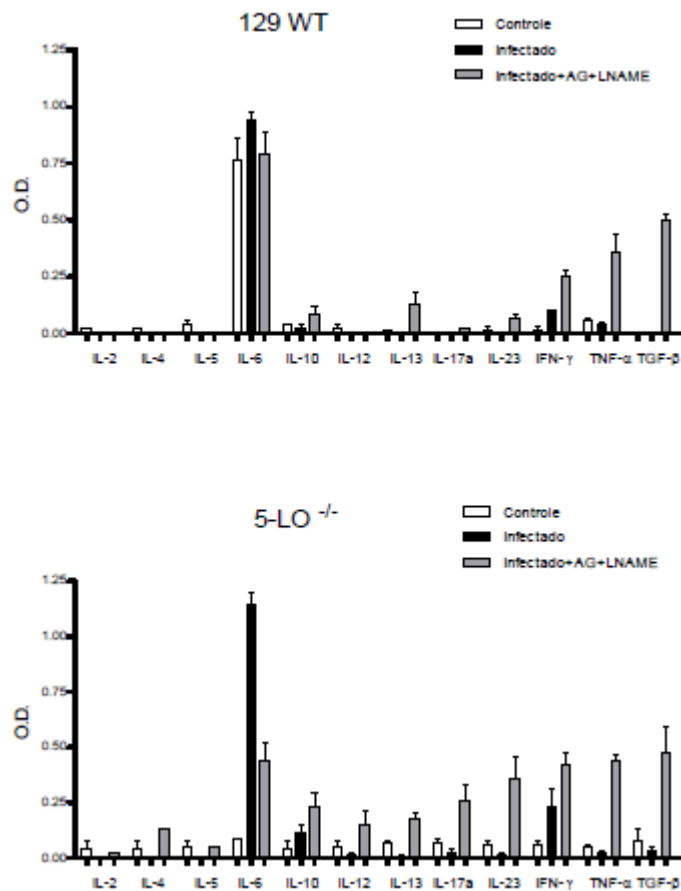 129 WT
Controle
Infectado
Infectado+AG+LNAME
1.25
1.00
0.75
0.50
0.25
0.00
O.D.
IL-2 IL-4 IL-5 IL-6 IL-10 IL-12 IL-13 IL-17a IL-23 IFN-γ TNF-α TGF-β
5-LO -/-
Controle
Infectado
Infectado+AG+LNAME
1.25
1.00
0.75
0.50
0.25
0.00
O.D.
IL-2 IL-4 IL-5 IL-6 IL-10 IL-12 IL-13 IL-17a IL-23 IFN-γ TNF-α TGF-β